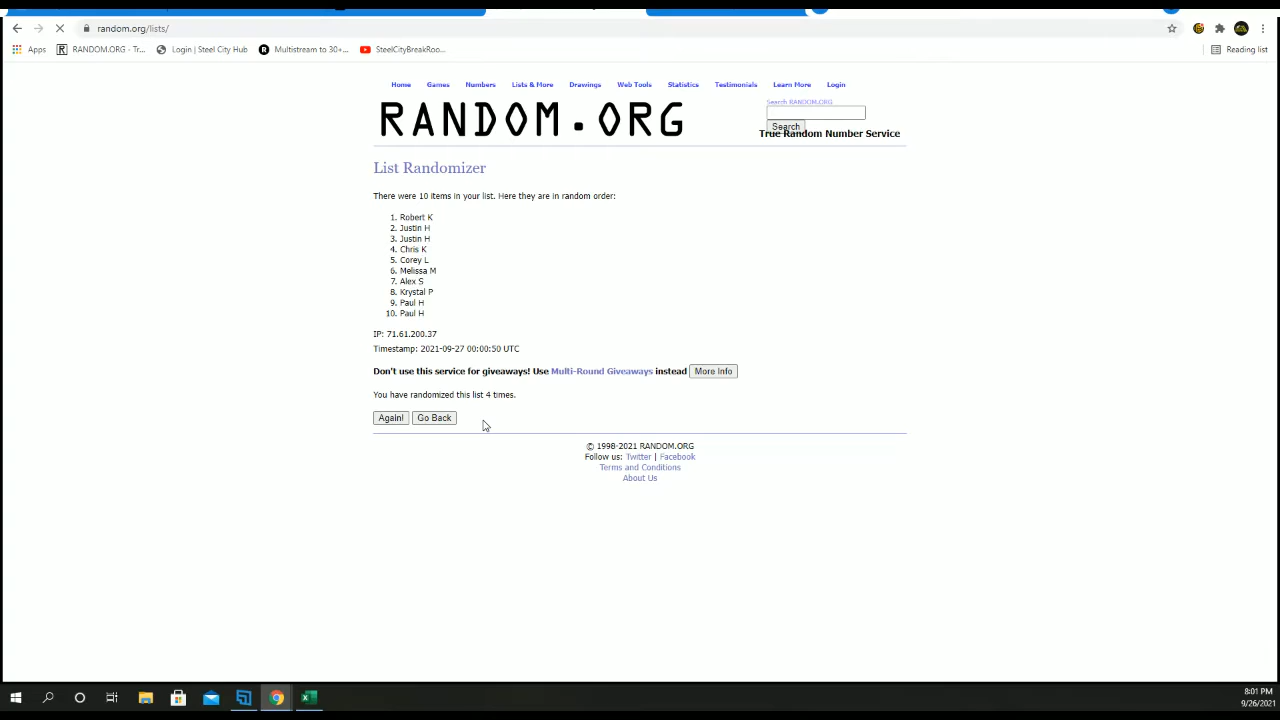 random.org/lists/
Apps RANDOM.ORG - Tr... Login | Steel City Hub Multistream to 30+... SteelCityBreakRoo... Reading list
Home Games Numbers Lists & More Drawings Web Tools Statistics Testimonials Learn More Login
RANDOM.ORG
Search RANDOM.ORG
Search
True Random Number Service
List Randomizer
There were 10 items in your list. Here they are in random order:
1. Robert K
2. Justin H
3. Justin H
4. Chris K
5. Corey L
6. Melissa M
7. Alex S
8. Krystal P
9. Paul H
10. Paul H
IP: 71.61.200.37
Timestamp: 2021-09-27 00:00:50 UTC
Don't use this service for giveaways! Use Multi-Round Giveaways instead More Info
You have randomized this list 4 times.
Again! Go Back
© 1998-2021 RANDOM.ORG
Follow us: Twitter | Facebook
Terms and Conditions
About Us
8:01 PM
9/26/2021